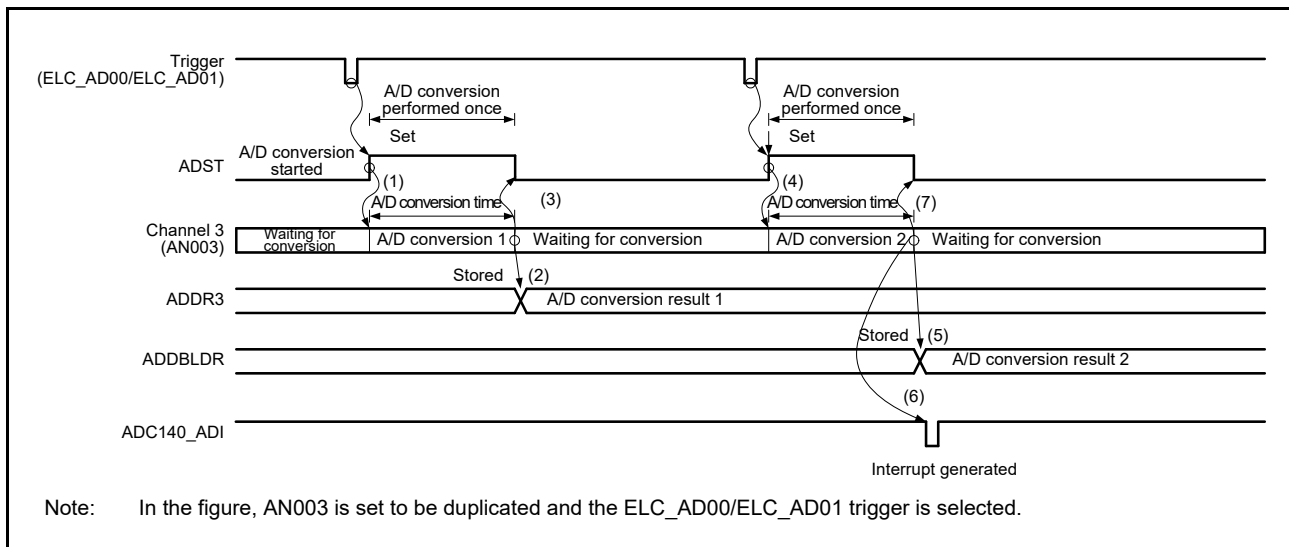 Trigger
(ELC_AD00/ELC_AD01)
A/D conversion
performed once
A/D conversion
performed once
Set
Set
A/D conversion
started
ADST
(1)
(3)
(4)
(7)
A/D conversion time
A/D conversion time
Channel 3
(AN003)
Waiting for
conversion
A/D conversion 1
Waiting for conversion
A/D conversion 2
Waiting for conversion
Stored
(2)
ADDR3
A/D conversion result 1
Stored
(5)
ADDBLDR
A/D conversion result 2
(6)
ADC140_ADI
Interrupt generated
Note: In the figure, AN003 is set to be duplicated and the ELC_AD00/ELC_AD01 trigger is selected.